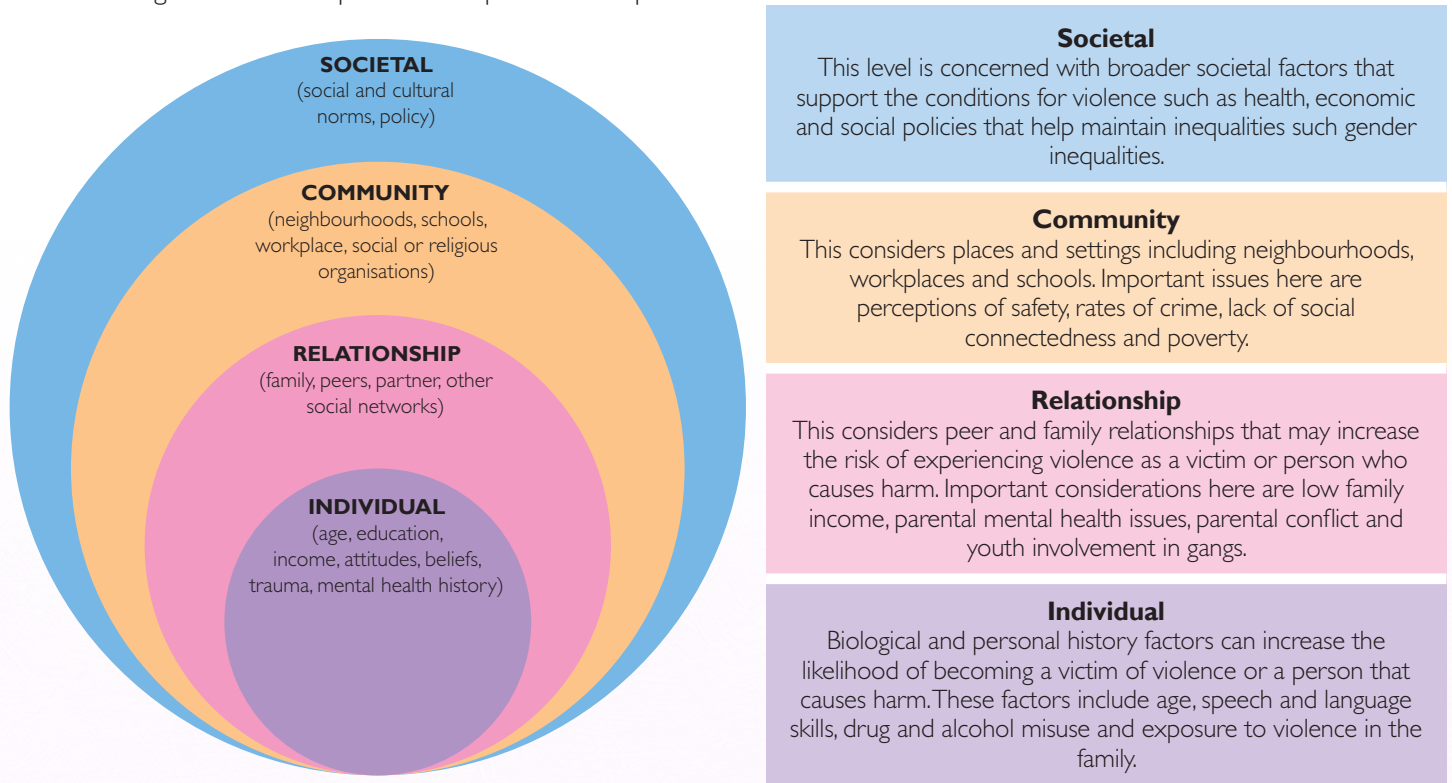 SOCIETAL
(social and cultural
norms, policy)
COMMUNITY
(neighbourhoods, schools,
workplace, social or religious
organisations)
RELATIONSHIP
(family, peers, partner, other
social networks)
INDIVIDUAL
(age, education,
income, attitudes, beliefs,
trauma, mental health history)
Societal
This level is concerned with broader societal factors that
support the conditions for violence such as health, economic
and social policies that help maintain inequalities such gender
inequalities.
Community
This considers places and settings including neighbourhoods,
workplaces and schools. Important issues here are
perceptions of safety, rates of crime, lack of social
connectedness and poverty.
Relationship
This considers peer and family relationships that may increase
the risk of experiencing violence as a victim or person who
causes harm. Important considerations here are low family
income, parental mental health issues, parental conflict and
youth involvement in gangs.
Individual
Biological and personal history factors can increase the
likelihood of becoming a victim of violence or a person that
causes harm. These factors include age, speech and language
skills, drug and alcohol misuse and exposure to violence in the
family.